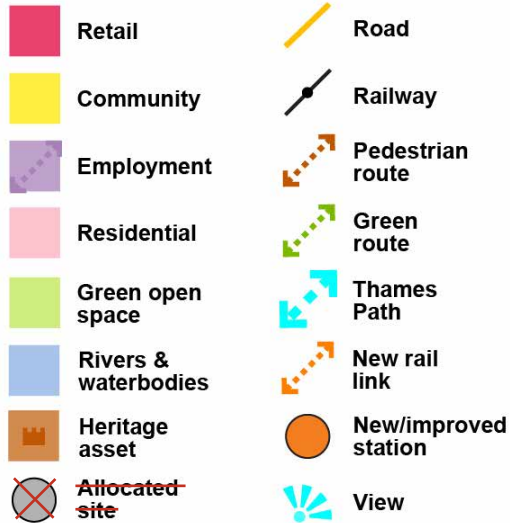 Retail
Community
Employment
Residential
Green open
space
Rivers &
waterbodies
Heritage
asset
Allocated
site
Road
Railway
Pedestrian
route
Green
route
Thames
Path
New rail
link
New/improved
station
View